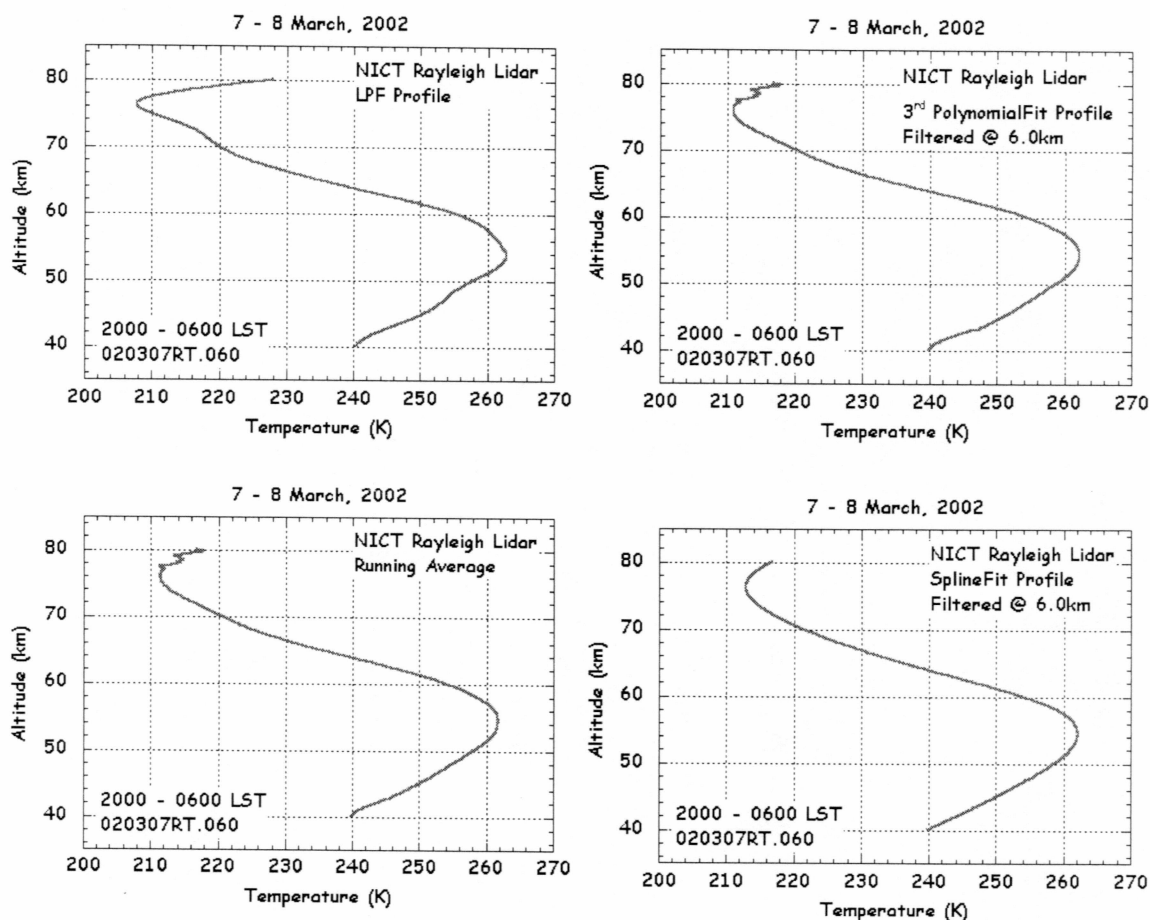 7 - 8 March, 2002
NICT Rayleigh Lidar
LPF Profile
2000 - 0600 LST
020307RT.060
Altitude (km)
80
70
60
50
40
200 210 220 230 240 250 260 270
Temperature (K)
7 - 8 March, 2002
NICT Rayleigh Lidar
3rd PolynomialFit Profile
Filtered @ 6.0km
2000 - 0600 LST
020307RT.060
Altitude (km)
80
70
60
50
40
200 210 220 230 240 250 260 270
Temperature (K)
7 - 8 March, 2002
NICT Rayleigh Lidar
Running Average
2000 - 0600 LST
020307RT.060
Altitude (km)
80
70
60
50
40
200 210 220 230 240 250 260 270
Temperature (K)
7 - 8 March, 2002
NICT Rayleigh Lidar
SplineFit Profile
Filtered @ 6.0km
2000 - 0600 LST
020307RT.060
Altitude (km)
80
70
60
50
40
200 210 220 230 240 250 260 270
Temperature (K)